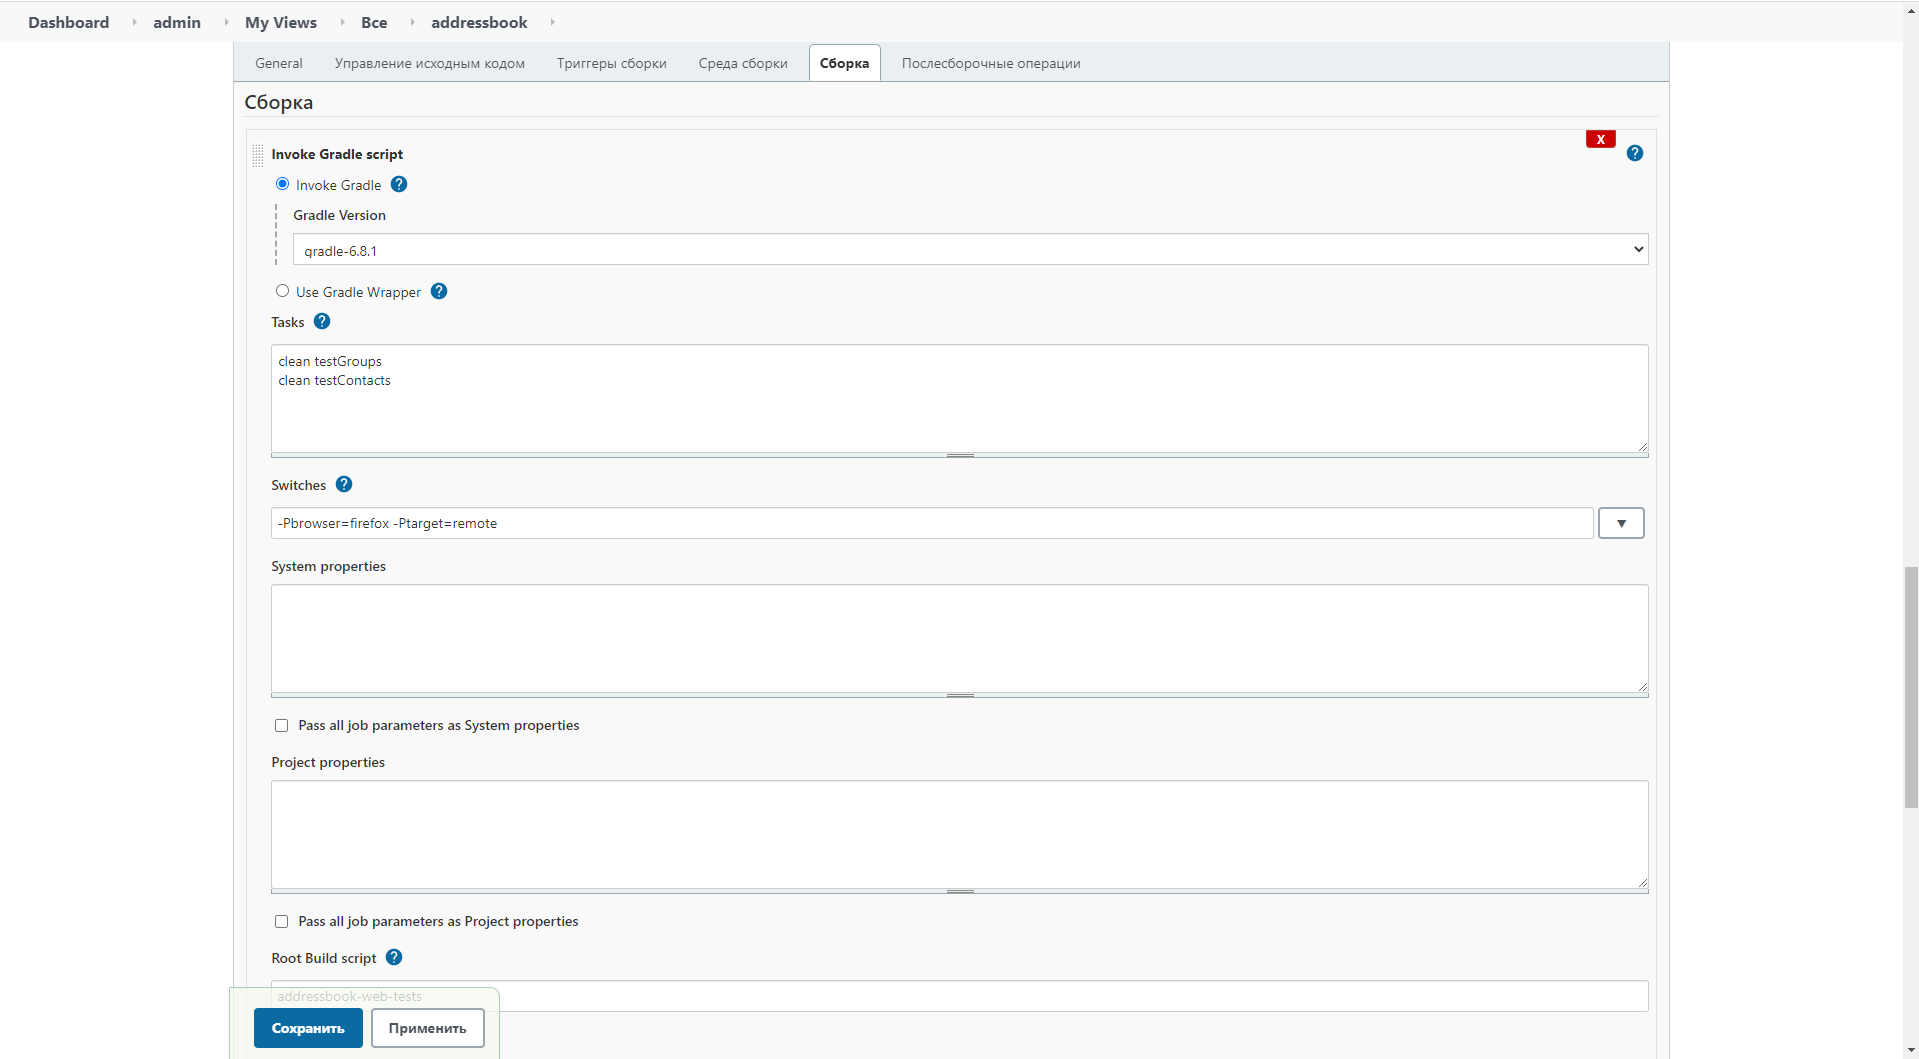 Dashboard admin My Views Все addressbook
General Управление исходным кодом Триггеры сборки Среда сборки Сборка Послесборочные операции
Сборка
X
Invoke Gradle script ?
Invoke Gradle ?
Gradle Version
gradle-6.8.1
Use Gradle Wrapper ?
Tasks ?
clean testGroups
clean testContacts
Switches ?
-Pbrowser=firefox -Ptarget=remote
System properties
Pass all job parameters as System properties
Project properties
Pass all job parameters as Project properties
Root Build script ?
addressbook-web-tests
Сохранить Применить